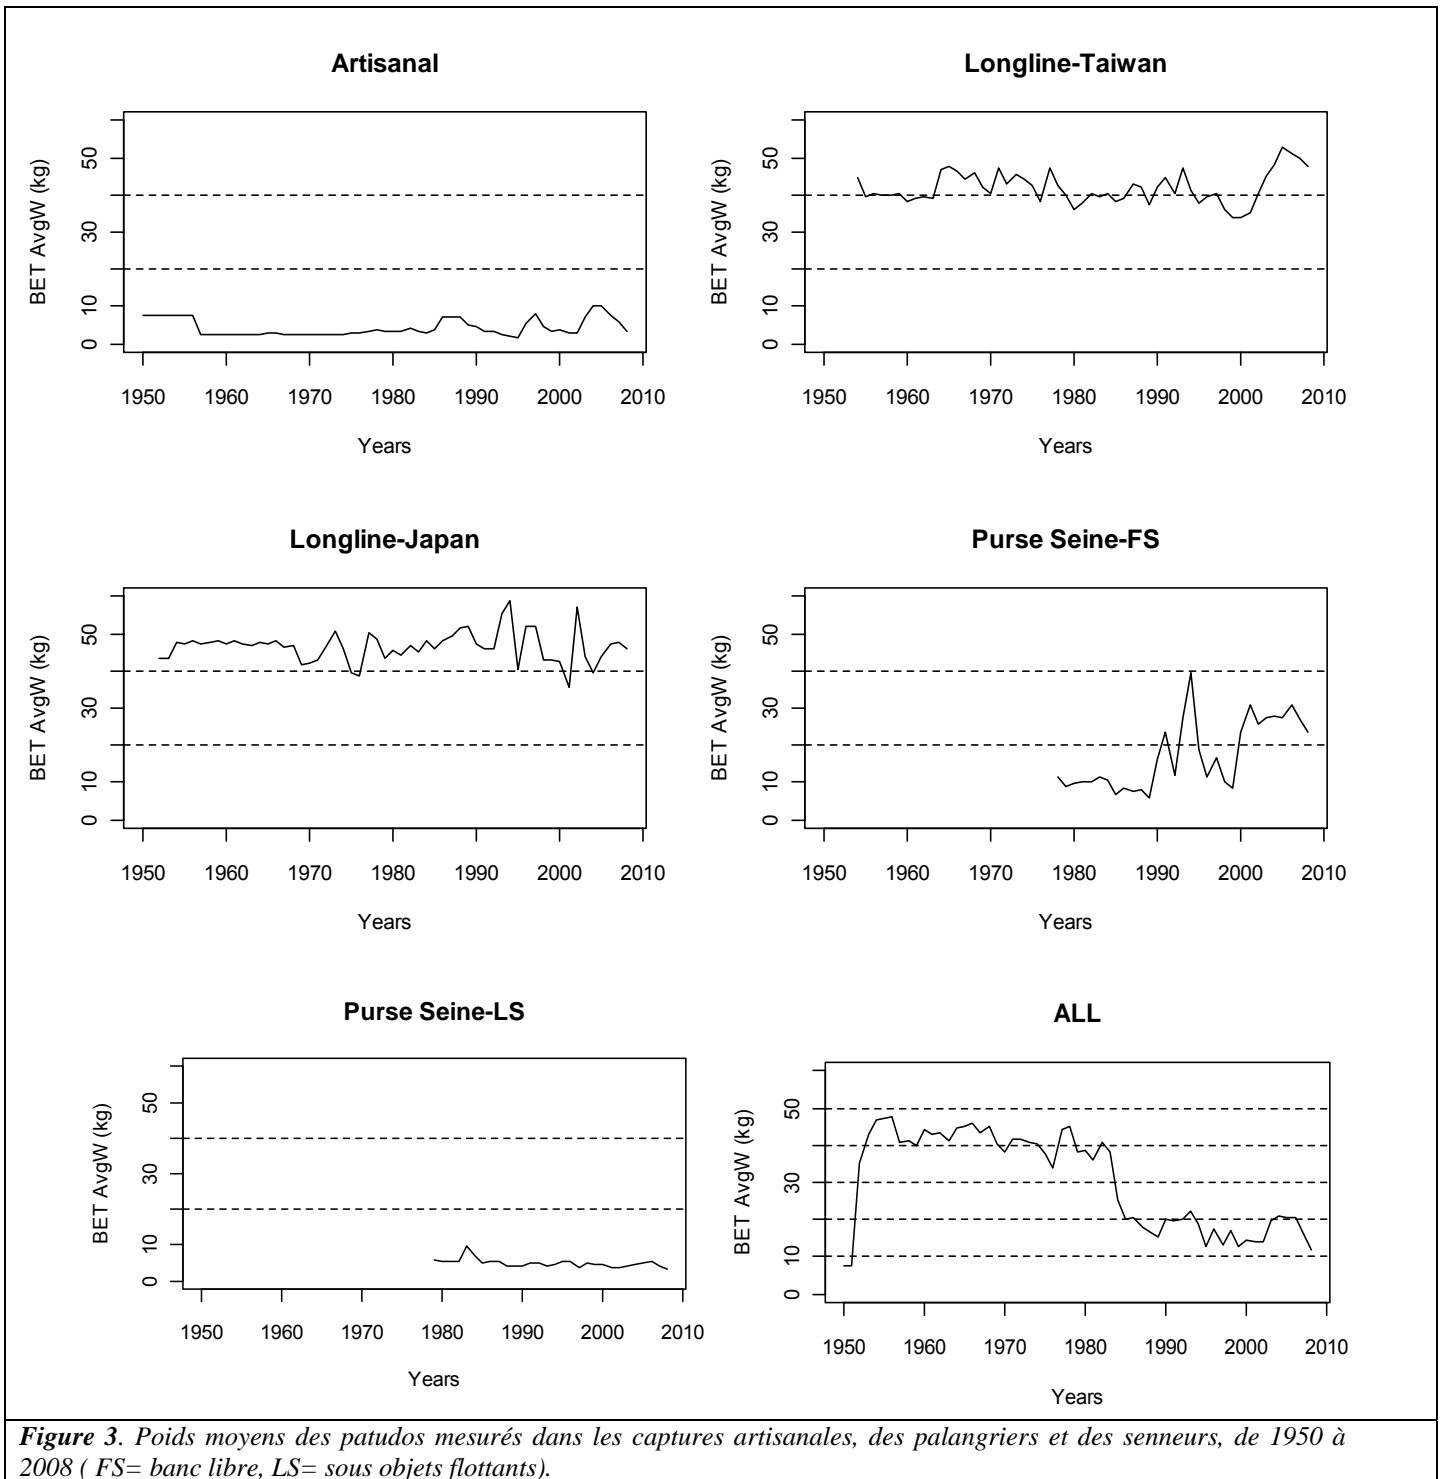 Artisanal
BET AvgW (kg)
50
30
10
0
1950 1960 1970 1980 1990 2000 2010
Years
Longline-Taiwan
BET AvgW (kg)
50
30
10
0
1950 1960 1970 1980 1990 2000 2010
Years
Longline-Japan
BET AvgW (kg)
50
30
10
0
1950 1960 1970 1980 1990 2000 2010
Years
Purse Seine-FS
BET AvgW (kg)
50
30
10
0
1950 1960 1970 1980 1990 2000 2010
Years
Purse Seine-LS
BET AvgW (kg)
50
30
10
0
1950 1960 1970 1980 1990 2000 2010
Years
ALL
BET AvgW (kg)
50
30
10
0
1950 1960 1970 1980 1990 2000 2010
Years
Figure 3. Poids moyens des patudos mesurés dans les captures artisanales, des palangriers et des senneurs, de 1950 à
2008 ( FS= banc libre, LS= sous objets flottants).